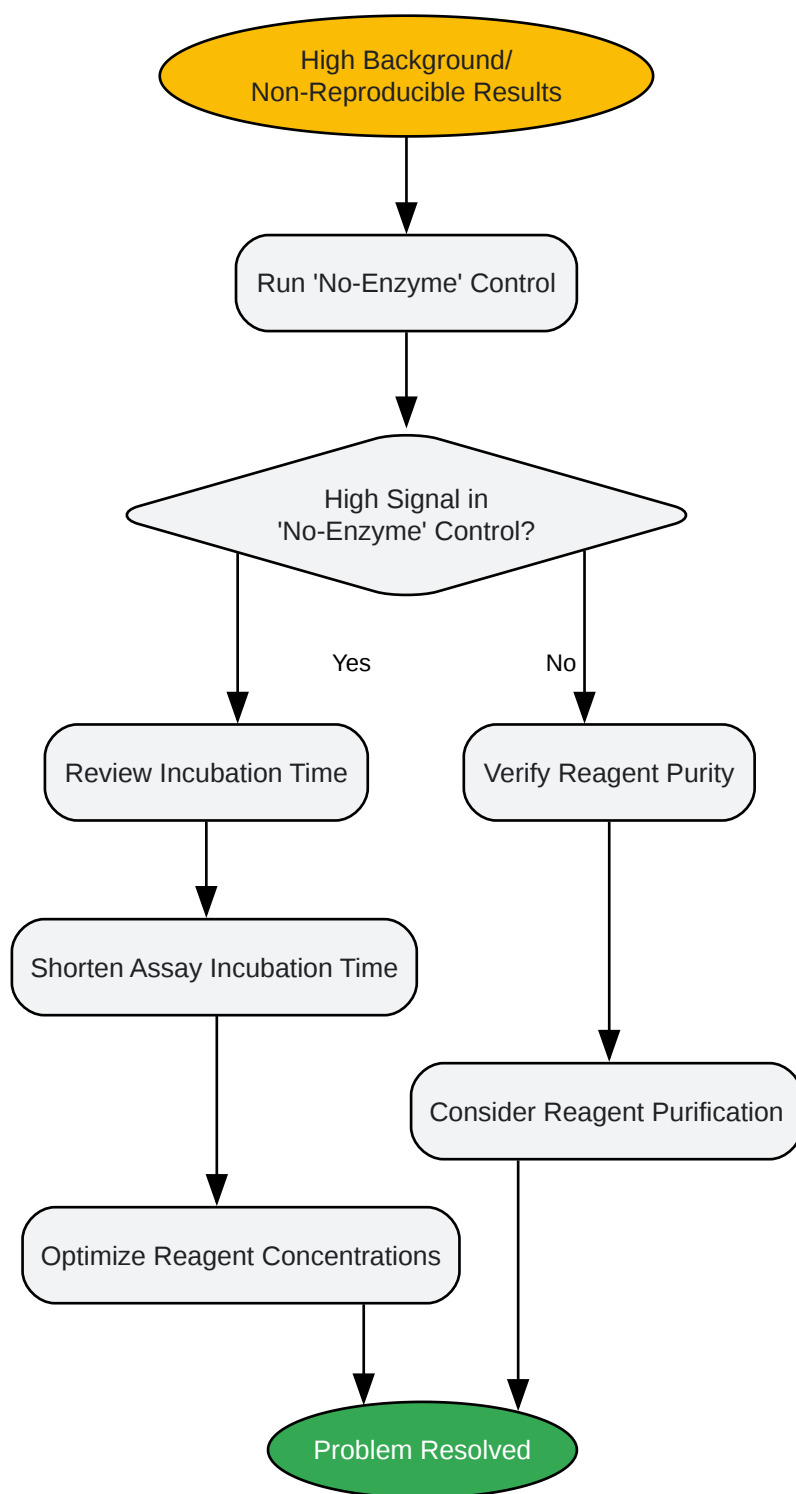 High Background/
Non-Reproducible Results
Run 'No-Enzyme' Control
High Signal in
'No-Enzyme' Control?
Yes
No
Review Incubation Time
Verify Reagent Purity
Shorten Assay Incubation Time
Consider Reagent Purification
Optimize Reagent Concentrations
Problem Resolved